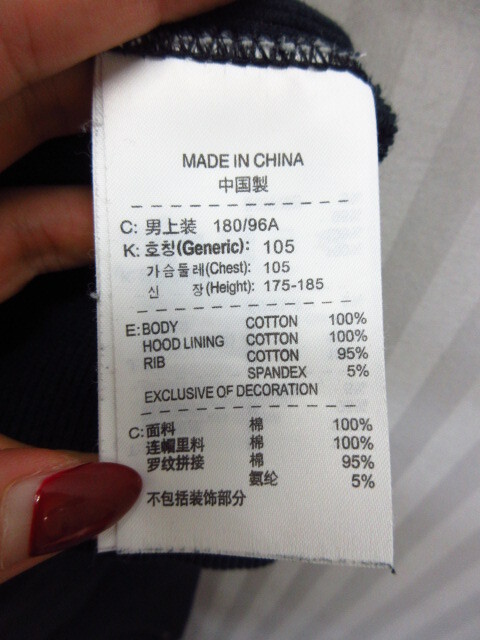 MADE IN CHINA
中国製
C: 男上装 180/96A
K: 호칭(Generic): 105
가슴둘레(Chest): 105
신 장(Height): 175-185
E: BODY COTTON 100%
HOOD LINING COTTON 100%
RIB COTTON 95%
SPANDEX 5%
EXCLUSIVE OF DECORATION
C: 面料 棉 100%
连帽里料 棉 100%
罗纹拼接 棉 95%
氨纶 5%
不包括装饰部分